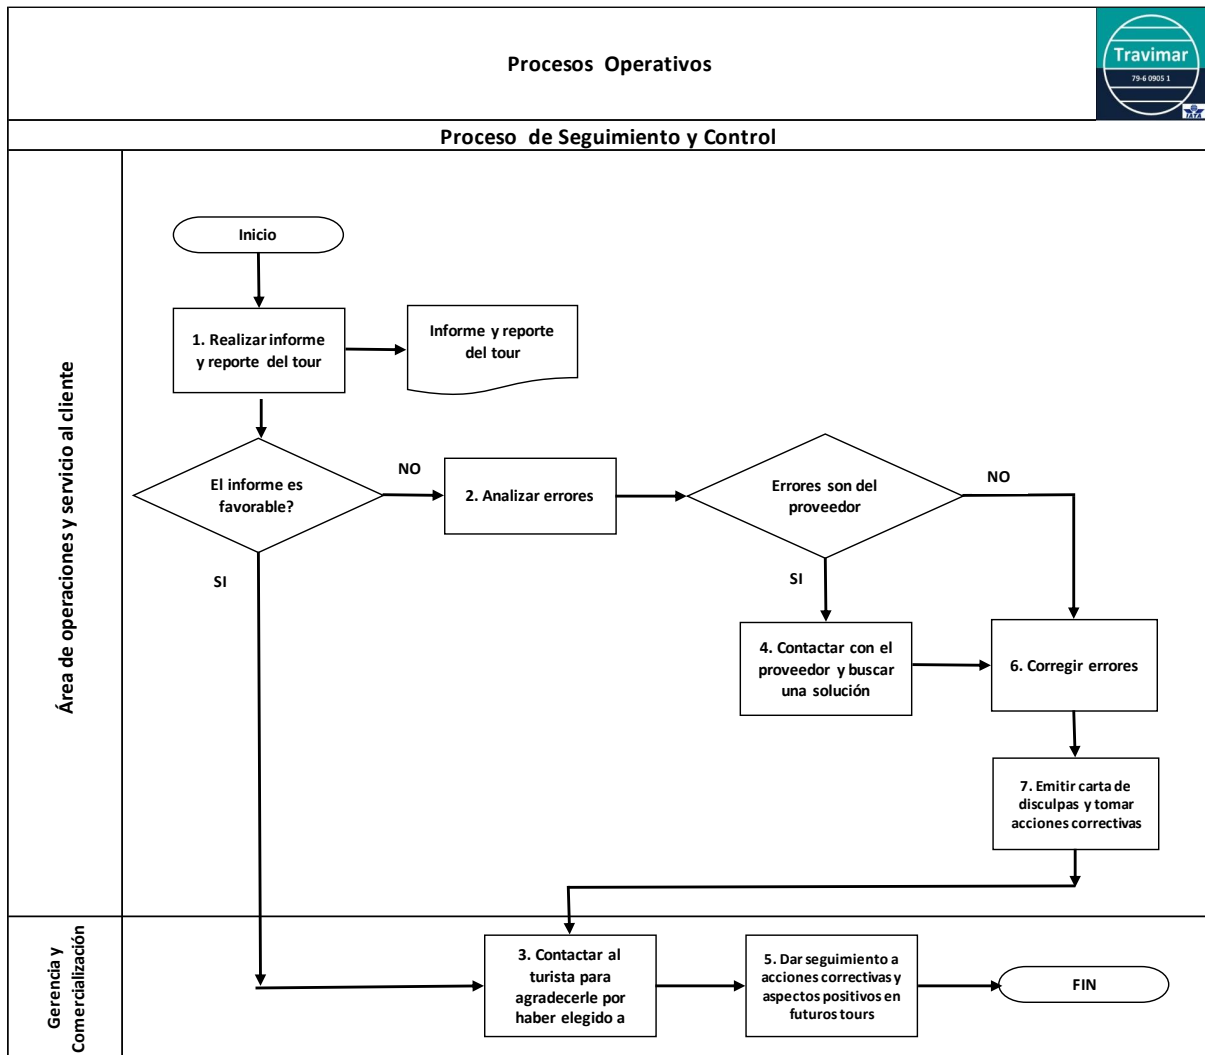 Procesos Operativos
Travimar
79-6 0905 1
IATA
Proceso de Seguimiento y Control
Área de operaciones y servicio al cliente
Inicio
1. Realizar informe
y reporte del tour
Informe y reporte
del tour
El informe es
favorable?
NO
2. Analizar errores
Errores son del
proveedor
NO
SI
SI
4. Contactar con el
proveedor y buscar
una solución
6. Corregir errores
7. Emitir carta de
disculpas y tomar
acciones correctivas
Gerencia y
Comercialización
3. Contactar al
turista para
agradecerle por
haber elegido a
5. Dar seguimiento a
acciones correctivas y
aspectos positivos en
futuros tours
FIN